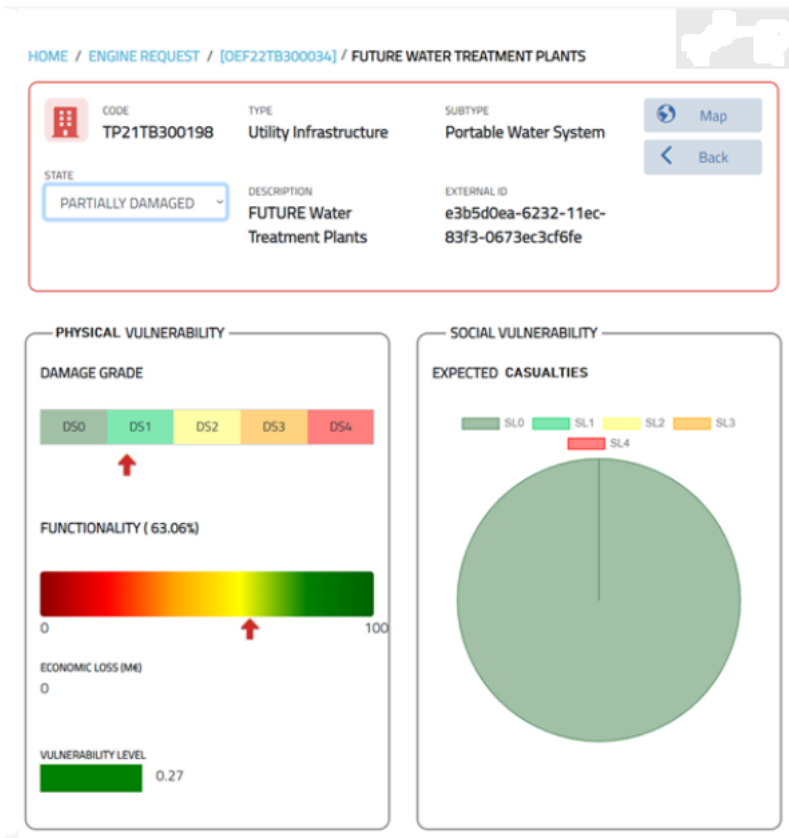 HOME / ENGINE REQUEST / [OEF22TB300034] / FUTURE WATER TREATMENT PLANTS
CODE
TP21TB300198
TYPE
Utility Infrastructure
SUBTYPE
Portable Water System
Map
Back
STATE
PARTIALLY DAMAGED
DESCRIPTION
FUTURE Water
Treatment Plants
EXTERNAL ID
e3b5d0ea-6232-11ec-
83f3-0673ec3cf6fe
PHYSICAL VULNERABILITY
DAMAGE GRADE
DS0 DS1 DS2 DS3 DS4
FUNCTIONALITY ( 63.06%)
0 100
ECONOMIC LOSS (M€)
0
VULNERABILITY LEVEL
0.27
SOCIAL VULNERABILITY
EXPECTED CASUALTIES
SL0 SL1 SL2 SL3
SL4